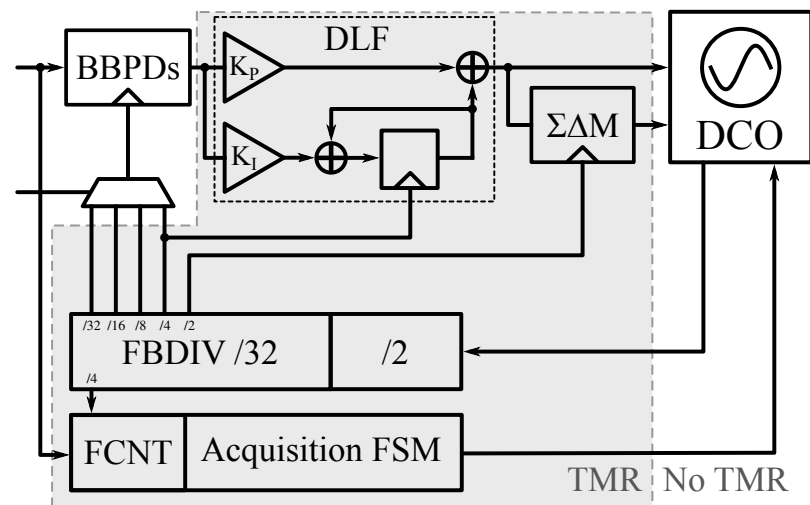 DLF
BBPDs
K_P
K_I
ΣΔM
DCO
/32 /16 /8 /4 /2
FBDIV /32
/2
/4
FCNT
Acquisition FSM
TMR
No TMR